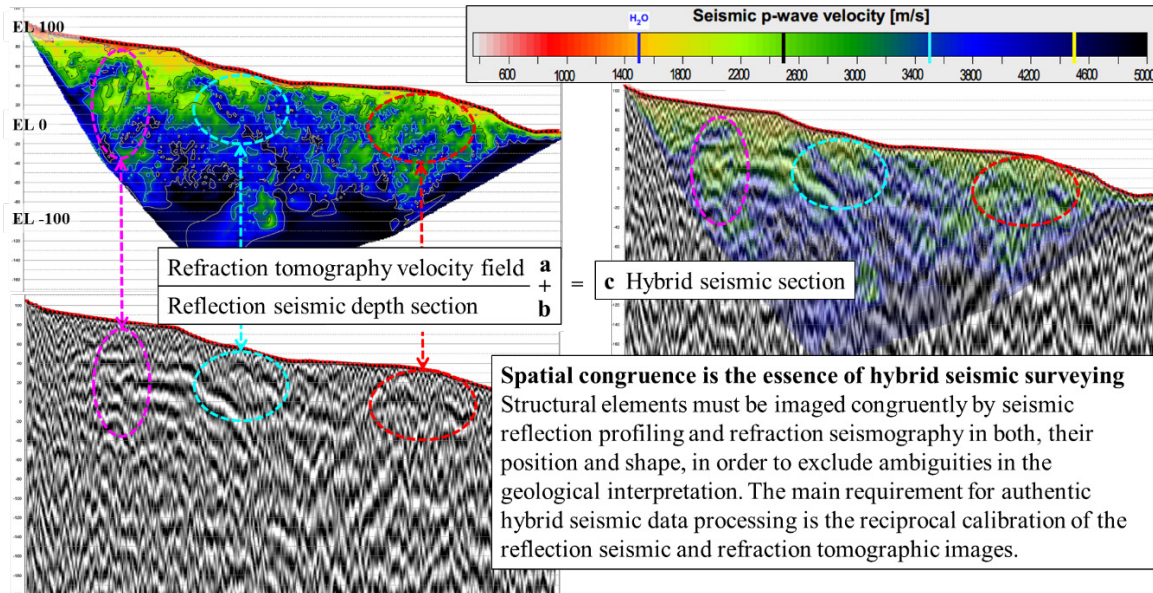 EL 100
EL 0
EL -100
H₂O
Seismic p-wave velocity [m/s]
600 1000 1400 1800 2200 2600 3000 3400 3800 4200 4600 5000
Refraction tomography velocity field a
+
Reflection seismic depth section b
= c Hybrid seismic section
Spatial congruence is the essence of hybrid seismic surveying
Structural elements must be imaged congruently by seismic
reflection profiling and refraction seismography in both, their
position and shape, in order to exclude ambiguities in the
geological interpretation. The main requirement for authentic
hybrid seismic data processing is the reciprocal calibration of the
reflection seismic and refraction tomographic images.